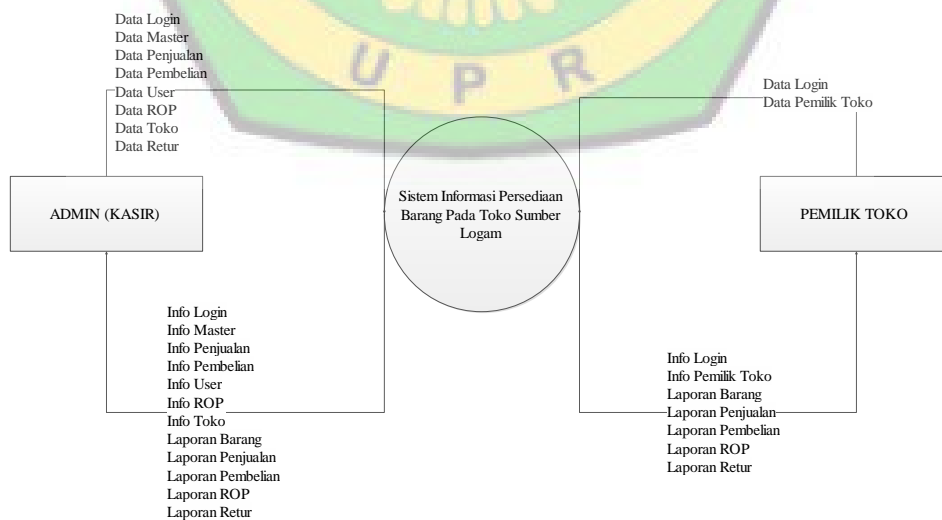 U P R
Data Login
Data Master
Data Penjualan
Data Pembelian
Data User
Data ROP
Data Toko
Data Retur
Data Login
Data Pemilik Toko
ADMIN (KASIR)
Sistem Informasi Persediaan
Barang Pada Toko Sumber
Logam
PEMILIK TOKO
Info Login
Info Master
Info Penjualan
Info Pembelian
Info User
Info ROP
Info Toko
Laporan Barang
Laporan Penjualan
Laporan Pembelian
Laporan ROP
Laporan Retur
Info Login
Info Pemilik Toko
Laporan Barang
Laporan Penjualan
Laporan Pembelian
Laporan ROP
Laporan Retur